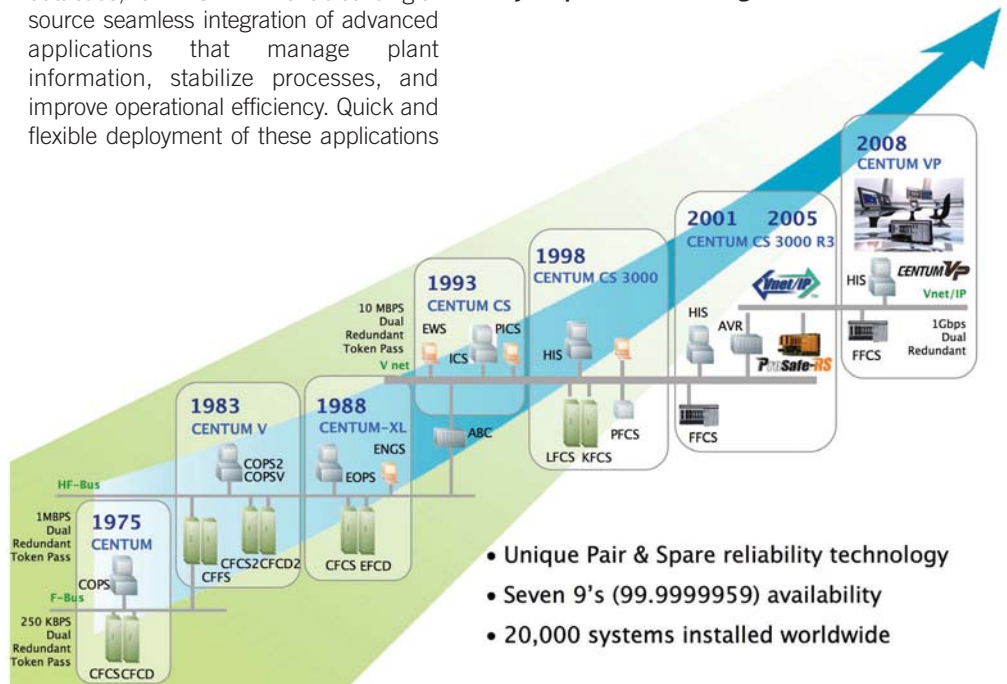 source seamless integration of advanced
applications that manage plant
information, stabilize processes, and
improve operational efficiency. Quick and
flexible deployment of these applications
2008
CENTUM VP
HIS
CENTUM VP
Vnet/IP
FFCS
1Gbps
Dual
Redundant
2001 2005
CENTUM CS 3000 R3
Vnet/IP
HIS
AVR
ProSafe-RS
FFCS
1998
CENTUM CS 3000
HIS
LFCS KFCS
PFCS
1993
CENTUM CS
10 MBPS
Dual
Redundant
Token Pass
EWS
ICS
PICS
V net
ABC
1988
CENTUM-XL
ENGS
EOPS
CFCS EFCD
1983
CENTUM V
COPS2
COPSV
HF-Bus
CFFS
CFCS2 CFCD2
1MBPS
Dual
Redundant
Token Pass
1975
CENTUM
COPS
F-Bus
250 KBPS
Dual
Redundant
Token Pass
CFCS CFCD
• Unique Pair & Spare reliability technology
• Seven 9's (99.9999959) availability
• 20,000 systems installed worldwide